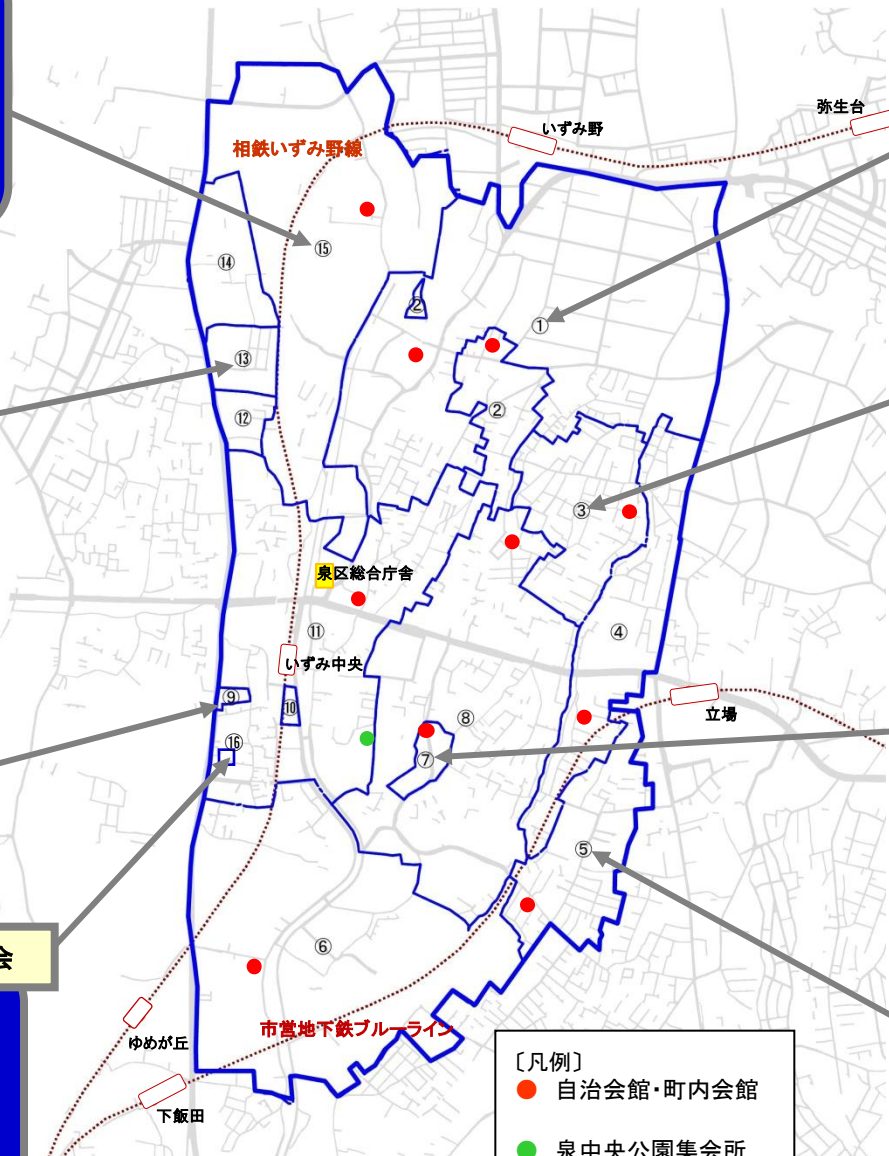 弥生台
いずみ野
相鉄いずみ野線
⑮
⑭
②
①
⑬
②
⑫
③
泉区総合庁舎
⑪
④
いずみ中央
⑨
⑩
⑧
立場
⑯
⑦
⑤
会
⑥
市営地下鉄ブルーライン
ゆめが丘
下飯田
〔凡例〕
自治会館・町内会館
泉中央公園集会所